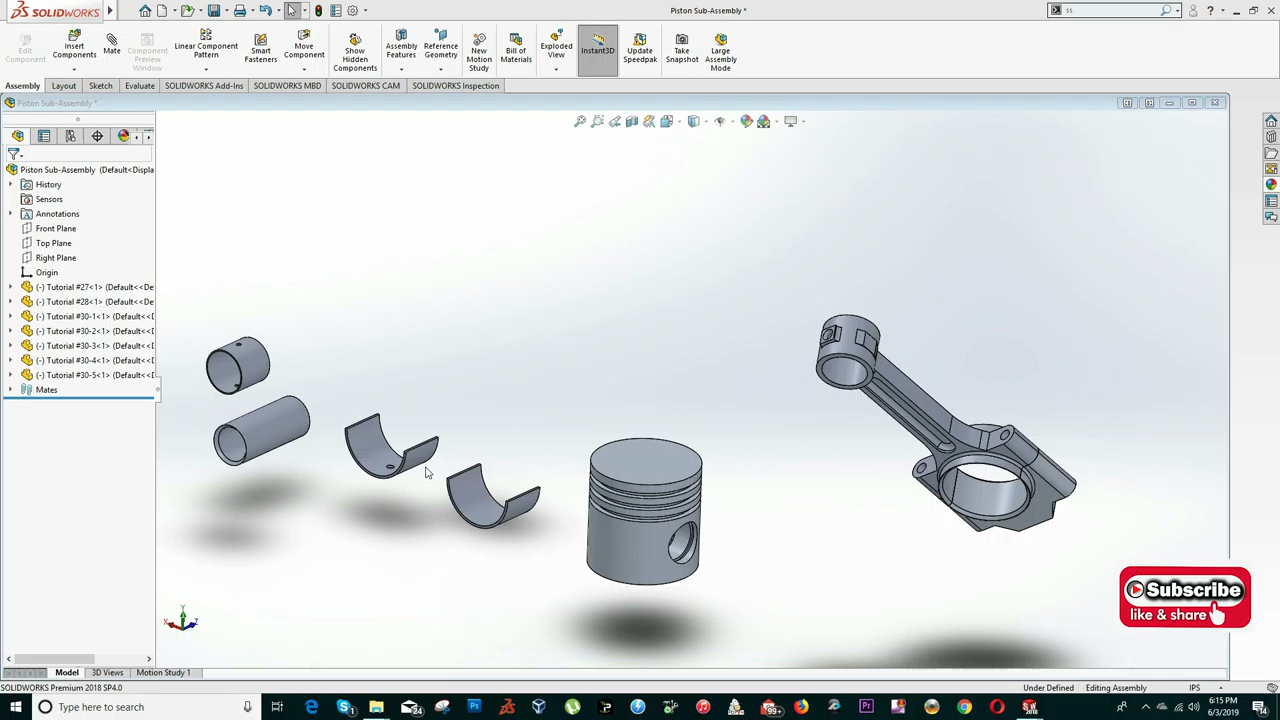 SOLIDWORKS
Piston Sub-Assembly *
ss
Edit Component
Insert Components
Mate
Component Preview Window
Linear Component Pattern
Smart Fasteners
Move Component
Show Hidden Components
Assembly Features
Reference Geometry
New Motion Study
Bill of Materials
Exploded View
Instant3D
Update Speedpak
Take Snapshot
Large Assembly Mode
Assembly
Layout
Sketch
Evaluate
SOLIDWORKS Add-Ins
SOLIDWORKS MBD
SOLIDWORKS CAM
SOLIDWORKS Inspection
Piston Sub-Assembly *
Piston Sub-Assembly (Default<Displa
History
Sensors
Annotations
Front Plane
Top Plane
Right Plane
Origin
(-) Tutorial #27<1> (Default<<D
(-) Tutorial #28<1> (Default<<D
(-) Tutorial #30-1<1> (Default<<
(-) Tutorial #30-2<1> (Default<<
(-) Tutorial #30-3<1> (Default<<
(-) Tutorial #30-4<1> (Default<<
(-) Tutorial #30-5<1> (Default<<
Mates
Subscribe
like & share
Y
X
Z
Model
3D Views
Motion Study 1
SOLIDWORKS Premium 2018 SP4.0
Under Defined
Editing Assembly
IPS
Type here to search
24
99+
6:15 PM
6/3/2019